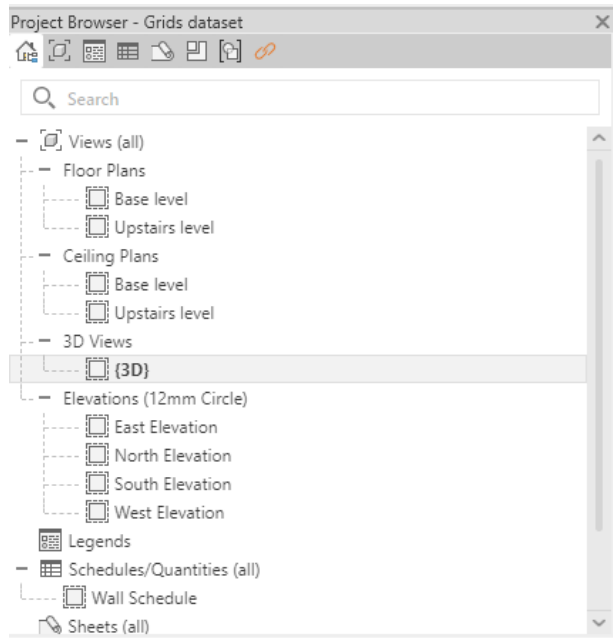 Project Browser - Grids dataset
Search
Views (all)
Floor Plans
Base level
Upstairs level
Ceiling Plans
Base level
Upstairs level
3D Views
{3D}
Elevations (12mm Circle)
East Elevation
North Elevation
South Elevation
West Elevation
Legends
Schedules/Quantities (all)
Wall Schedule
Sheets (all)